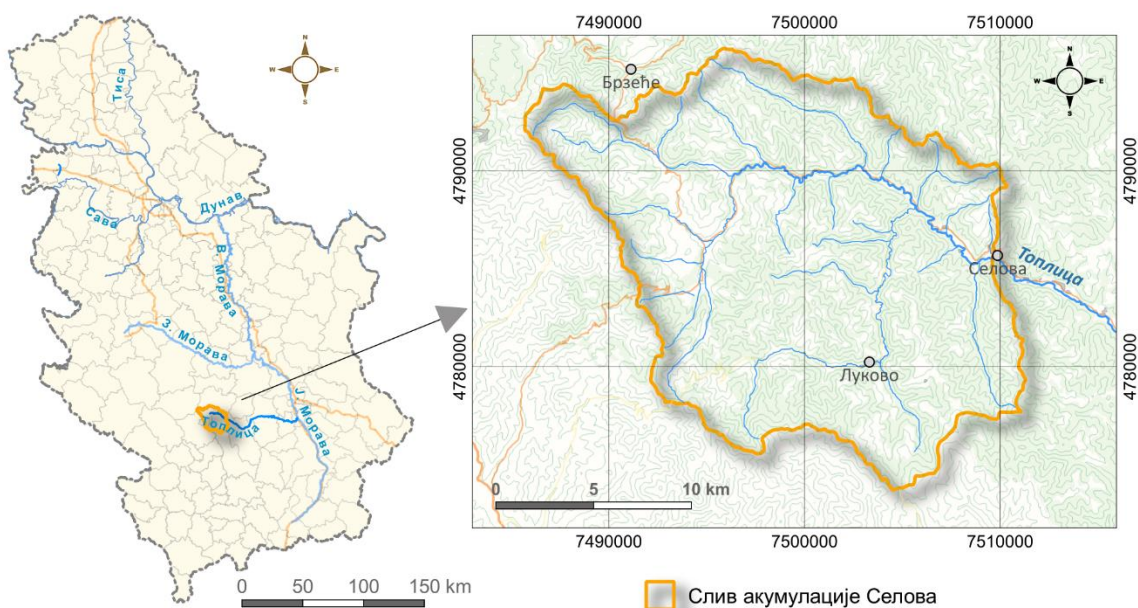 N
W E
S
Тиса
Сава
Дунав
В. Морава
З. Морава
Ј. Морава
Топлица
0 50 100 150 km
7490000 7500000 7510000
4790000
4780000
N
W E
S
Брзеће
Селова
Топлица
Луково
0 5 10 km
4790000
4780000
7490000 7500000 7510000
Слив акумулације Селова